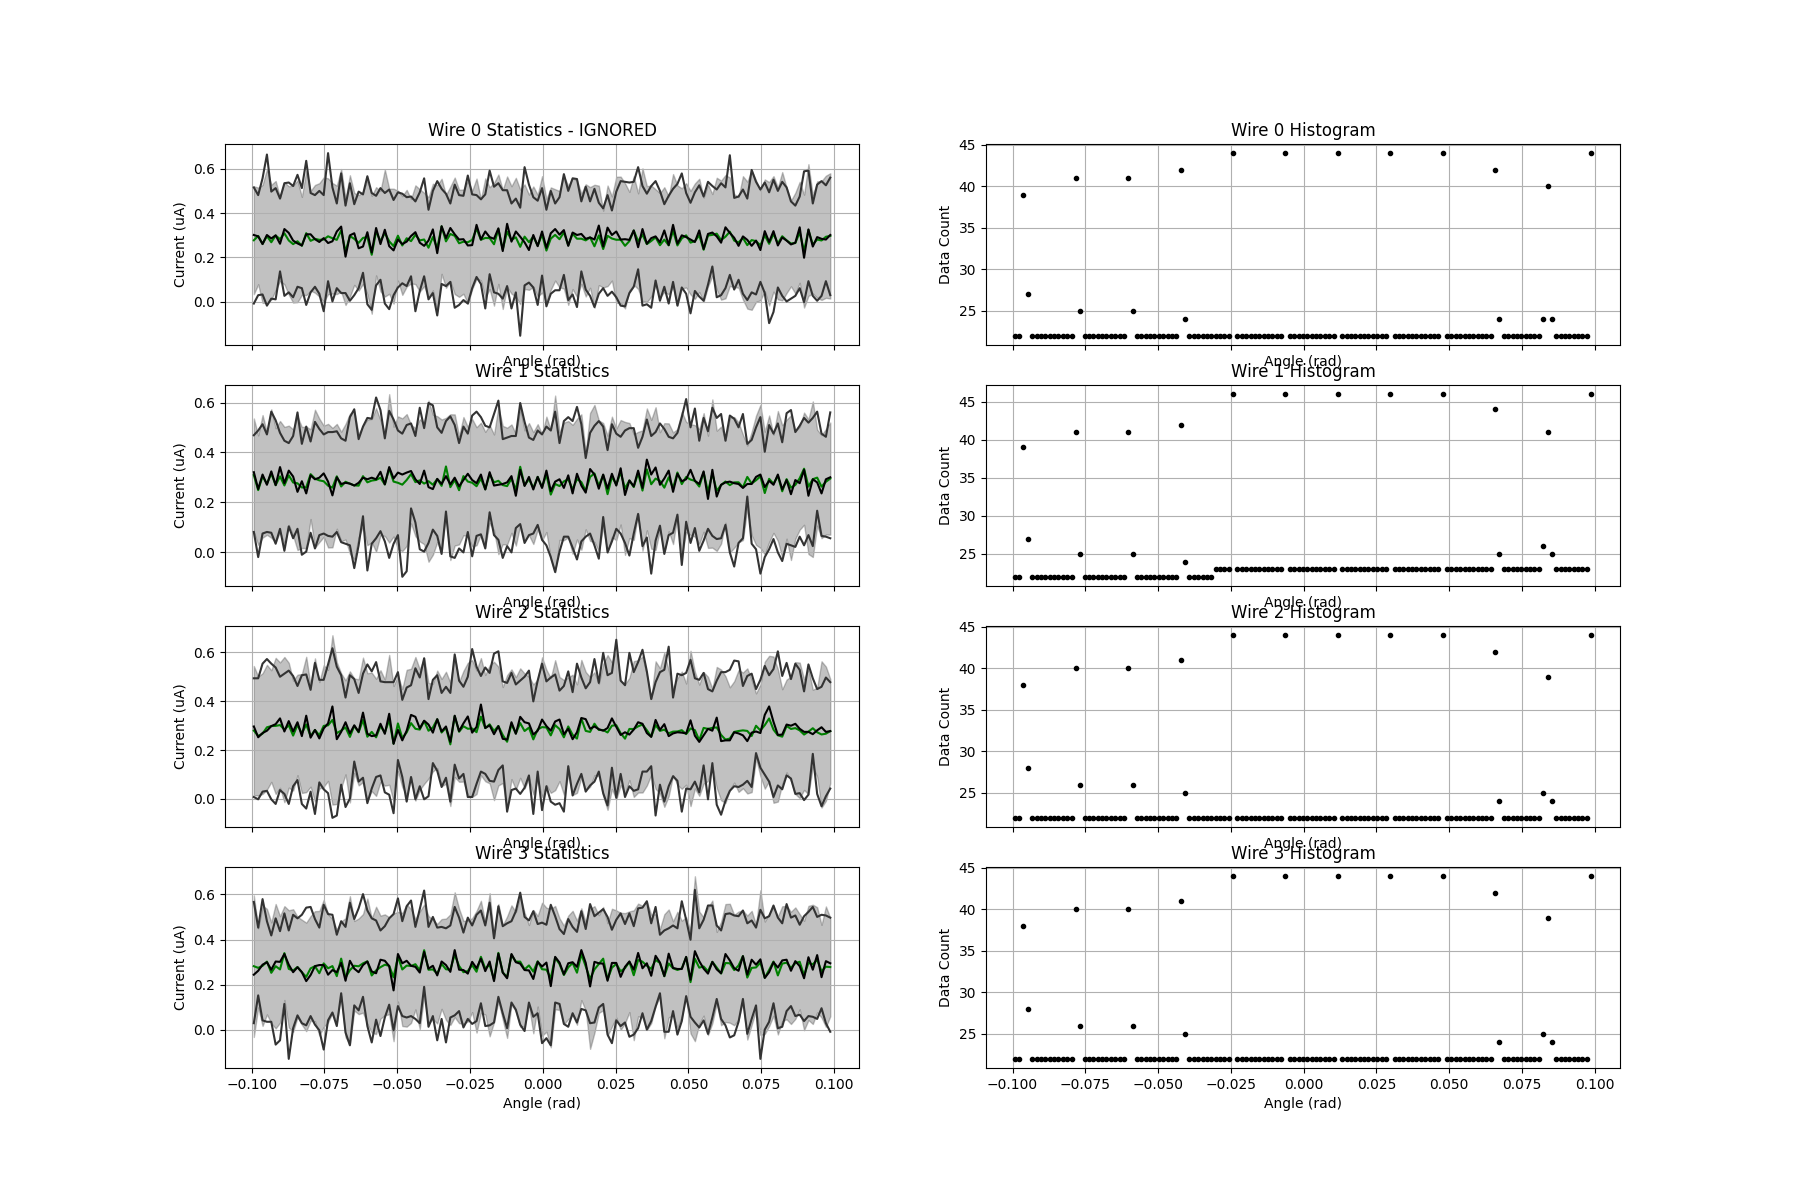 Wire 0 Statistics - IGNORED
0.6
0.4
0.2
0.0
Current (uA)
Angle (rad)
Wire 0 Histogram
45
40
35
30
25
Data Count
Angle (rad)
Wire 1 Statistics
0.6
0.4
0.2
0.0
Current (uA)
Angle (rad)
Wire 1 Histogram
45
40
35
30
25
Data Count
Angle (rad)
Wire 2 Statistics
0.6
0.4
0.2
0.0
Current (uA)
Angle (rad)
Wire 2 Histogram
45
40
35
30
25
Data Count
Angle (rad)
Wire 3 Statistics
0.6
0.4
0.2
0.0
Current (uA)
−0.100 −0.075 −0.050 −0.025 0.000 0.025 0.050 0.075 0.100
Angle (rad)
Wire 3 Histogram
45
40
35
30
25
Data Count
−0.100 −0.075 −0.050 −0.025 0.000 0.025 0.050 0.075 0.100
Angle (rad)